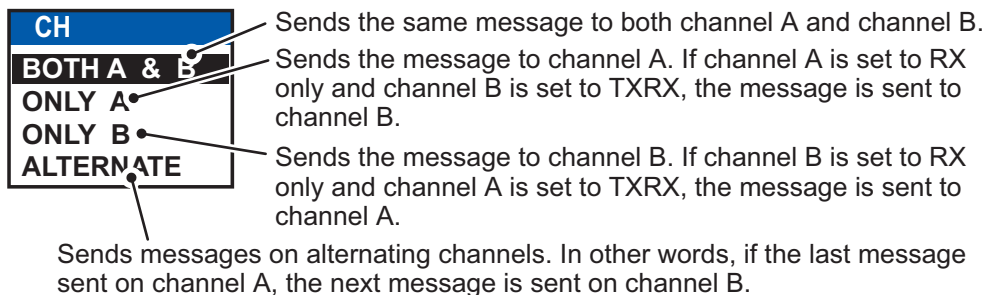 CH
BOTH A & B
ONLY A
ONLY B
ALTERNATE
Sends the same message to both channel A and channel B.
Sends the message to channel A. If channel A is set to RX
only and channel B is set to TXRX, the message is sent to
channel B.
Sends the message to channel B. If channel B is set to RX
only and channel A is set to TXRX, the message is sent to
channel A.
Sends messages on alternating channels. In other words, if the last message
sent on channel A, the next message is sent on channel B.